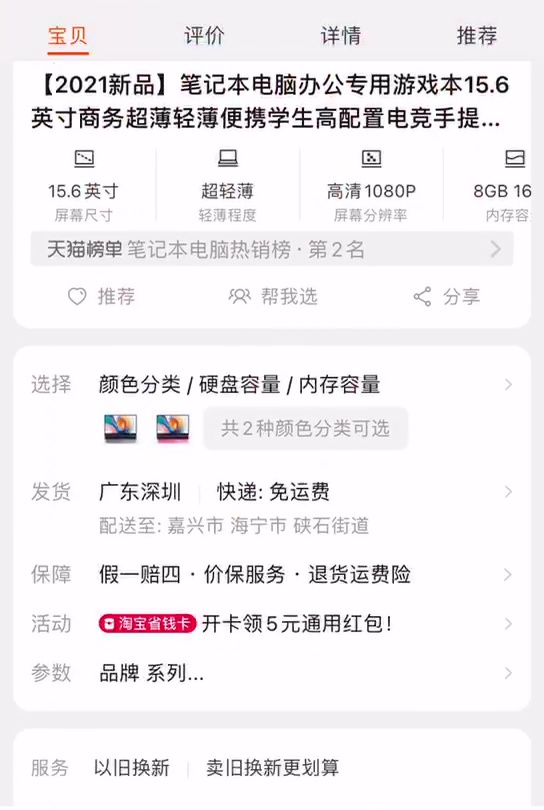 宝贝 评价 详情 推荐
【2021新品】笔记本电脑办公专用游戏本15.6
英寸商务超薄轻薄便携学生高配置电竞手提...
15.6英寸 超轻薄 高清1080P 8GB 16
屏幕尺寸 轻薄程度 屏幕分辨率 内存容
天猫榜单 笔记本电脑热销榜·第2名
推荐 帮我选 分享
选择 颜色分类 / 硬盘容量 / 内存容量
共2种颜色分类可选
发货 广东深圳 快递: 免运费
配送至: 嘉兴市 海宁市 硖石街道
保障 假一赔四 · 价保服务 · 退货运费险
活动 淘宝省钱卡 开卡领5元通用红包!
参数 品牌 系列...
服务 以旧换新 卖旧换新更划算